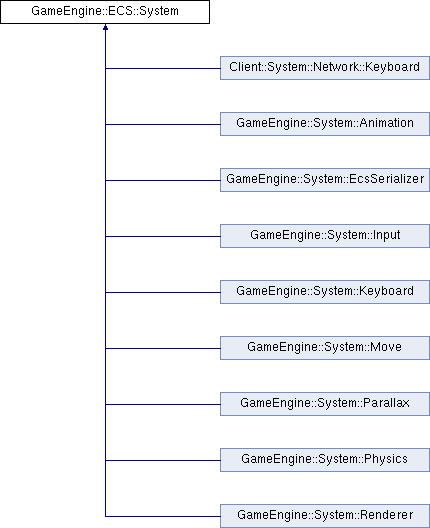 GameEngine::ECS::System
Client::System::Network::Keyboard
GameEngine::System::Animation
GameEngine::System::EcsSerializer
GameEngine::System::Input
GameEngine::System::Keyboard
GameEngine::System::Move
GameEngine::System::Parallax
GameEngine::System::Physics
GameEngine::System::Renderer